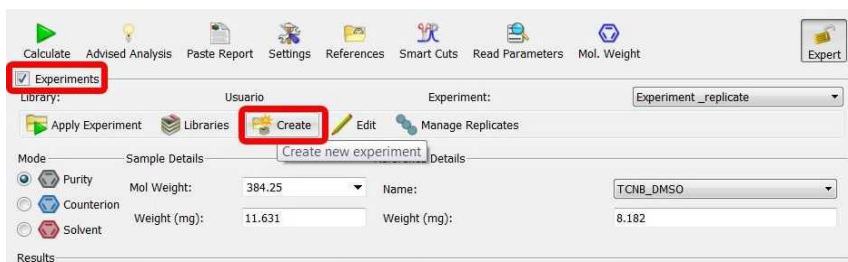 Calculate Advised Analysis Paste Report Settings References Smart Cuts Read Parameters Mol. Weight Expert
Experiments
Library: Usuario Experiment: Experiment _replicate
Apply Experiment Libraries Create Edit Manage Replicates
Create new experiment
Mode Sample Details Details
Purity Mol Weight: 384.25 Name: TCNB_DMSO
Counterion
Weight (mg): 11.631 Weight (mg): 8.182
Solvent
Results